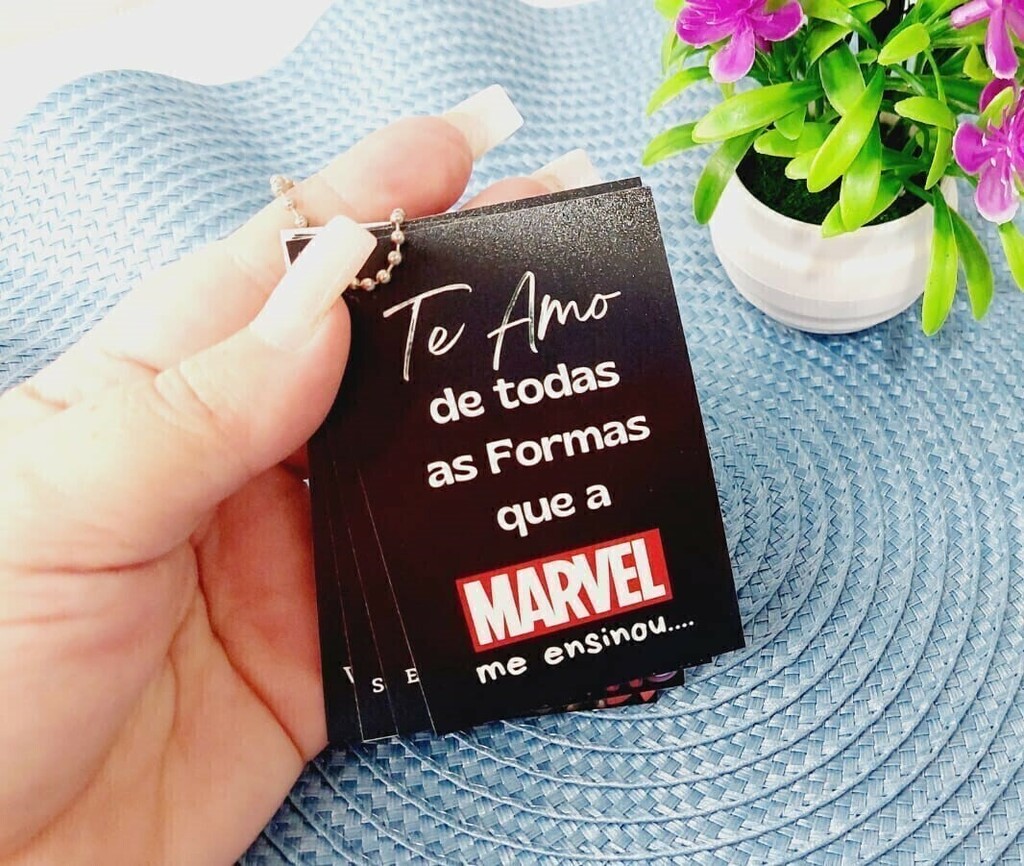 Te Amo
de todas
as Formas
que a
MARVEL
me ensinou....
S
E